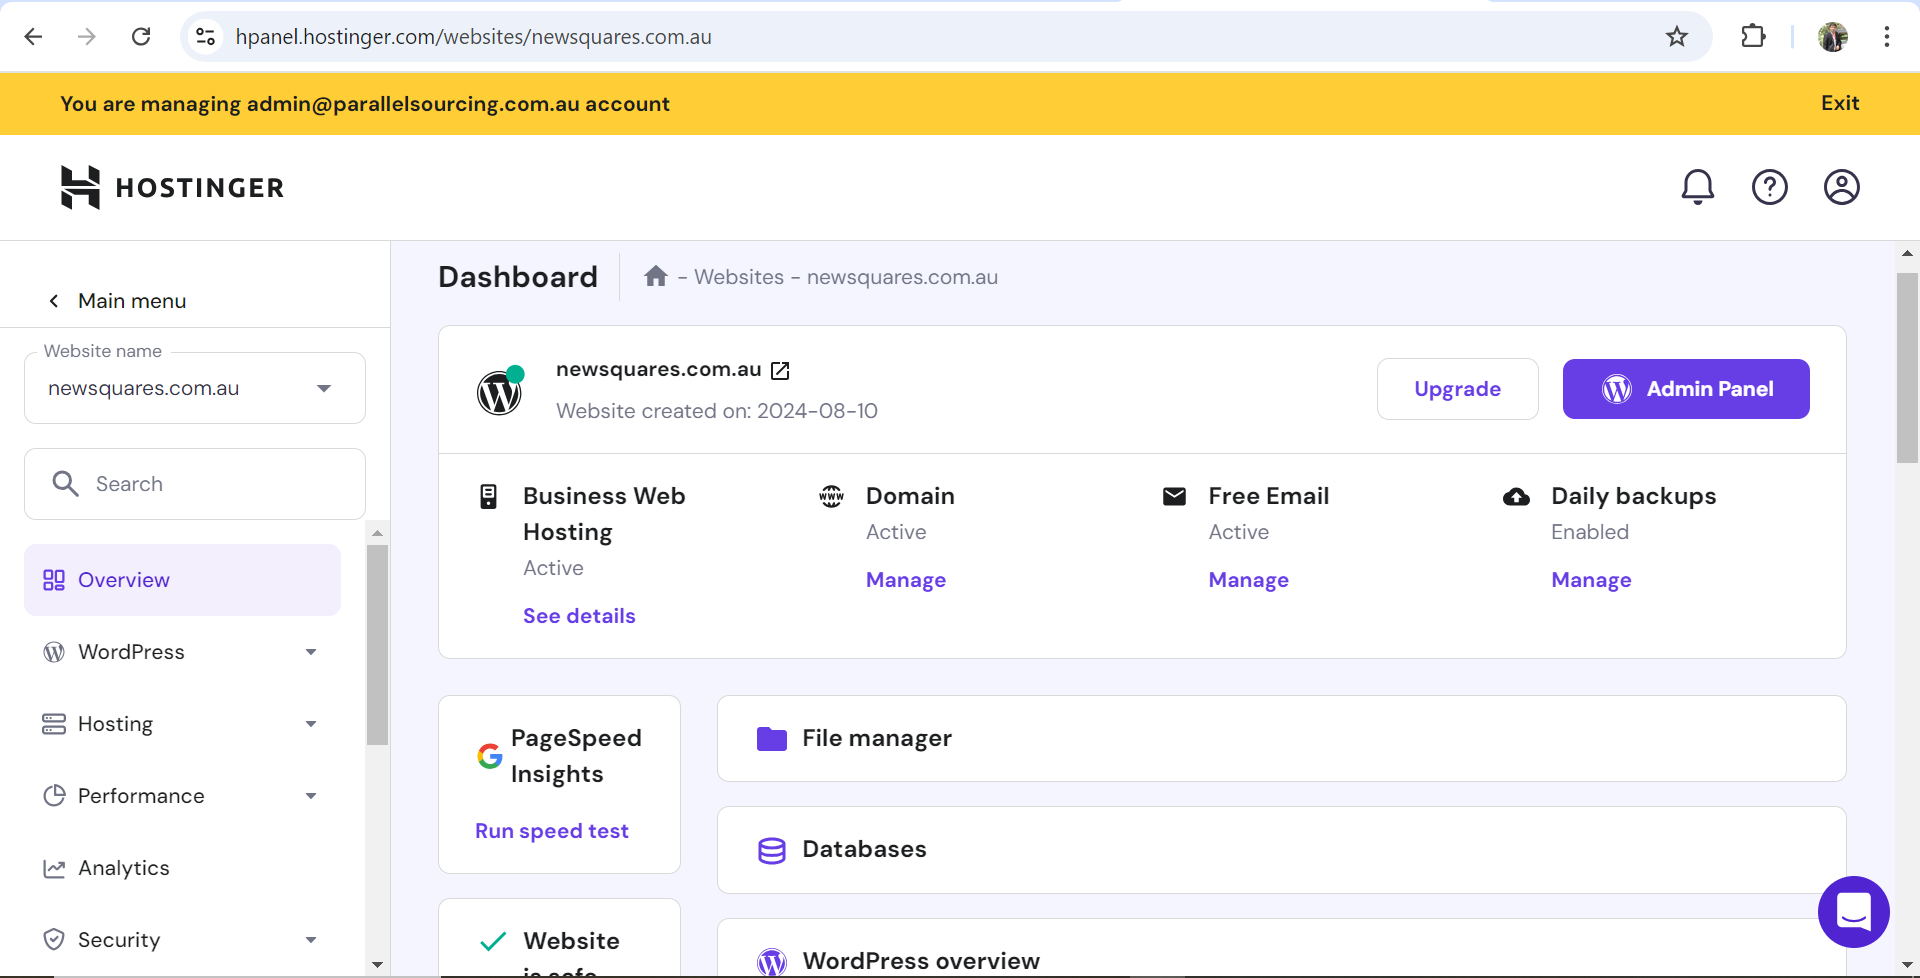 hpanel.hostinger.com/websites/newsquares.com.au
You are managing admin@parallelsourcing.com.au account
Exit
HOSTINGER
Main menu
Website name
newsquares.com.au
Search
Overview
WordPress
Hosting
Performance
Analytics
Security
Dashboard
- Websites - newsquares.com.au
newsquares.com.au
Website created on: 2024-08-10
Upgrade
Admin Panel
Business Web
Hosting
Active
See details
Domain
Active
Manage
Free Email
Active
Manage
Daily backups
Enabled
Manage
PageSpeed
Insights
Run speed test
File manager
Databases
Website
is safe
WordPress overview